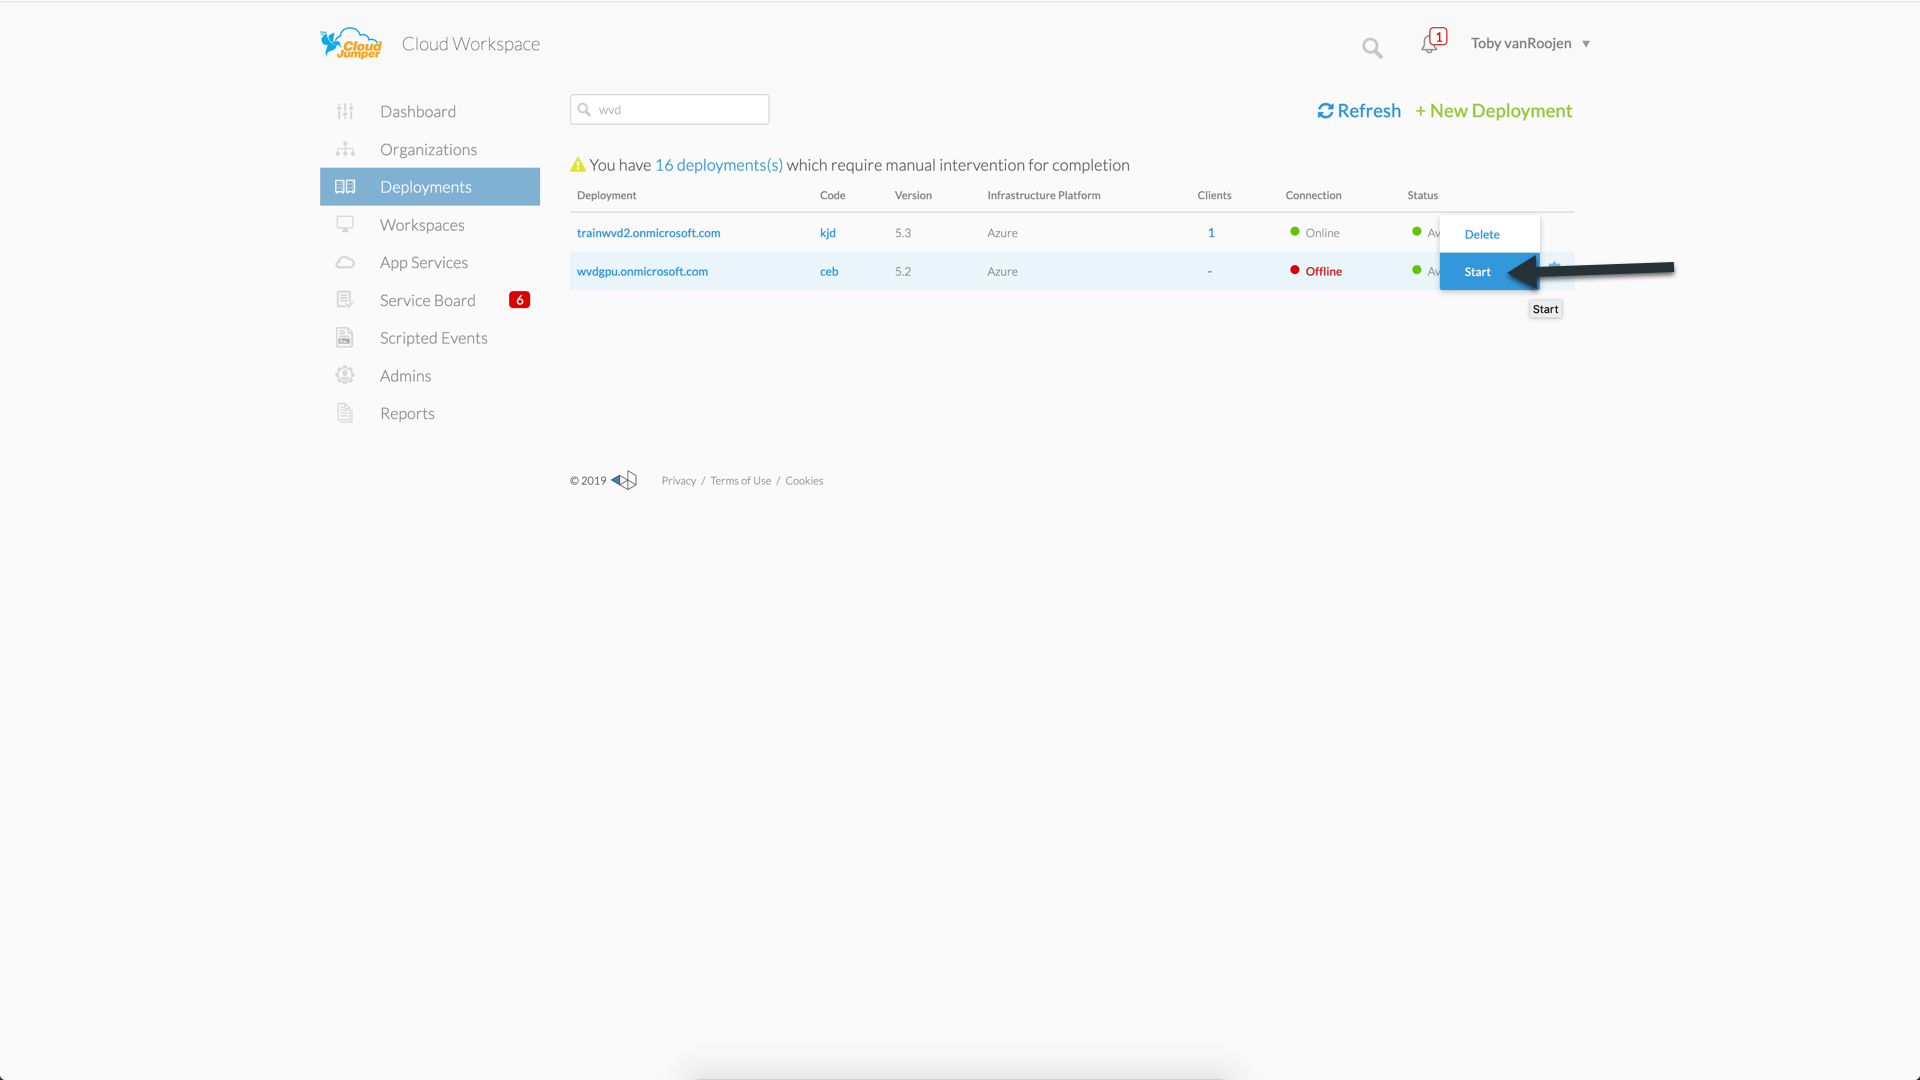 Cloud Jumper Cloud Workspace
1
Toby vanRoojen ▼
Dashboard
Organizations
Deployments
Workspaces
App Services
Service Board 6
Scripted Events
Admins
Reports
wvd
Refresh + New Deployment
You have 16 deployments(s) which require manual intervention for completion
Deployment Code Version Infrastructure Platform Clients Connection Status
trainwvd2.onmicrosoft.com kjd 5.3 Azure 1 Online Av
Delete
wvdgpu.onmicrosoft.com ceb 5.2 Azure - Offline Av
Start
Start
© 2019 Privacy / Terms of Use / Cookies